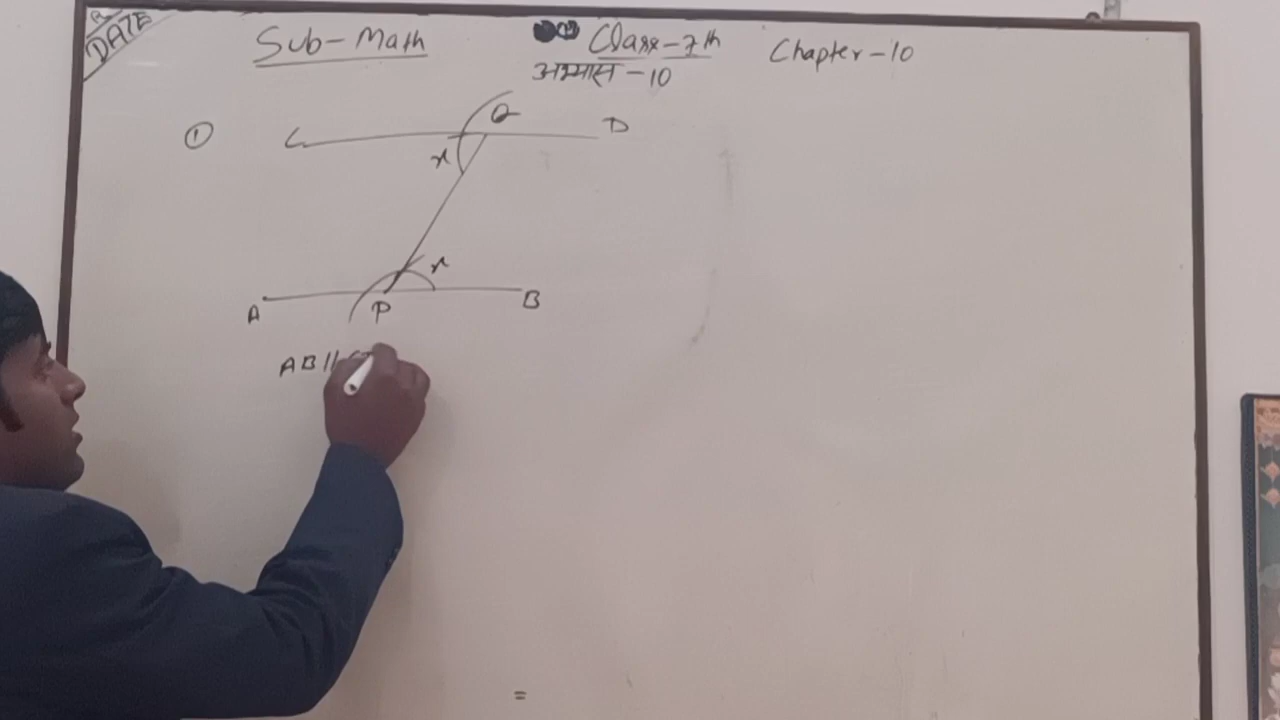 DATE
Sub-Math
Class-7th
Chapter-10
अभ्यास-10
①
Q
C
D
x
x
A
P
B
AB||